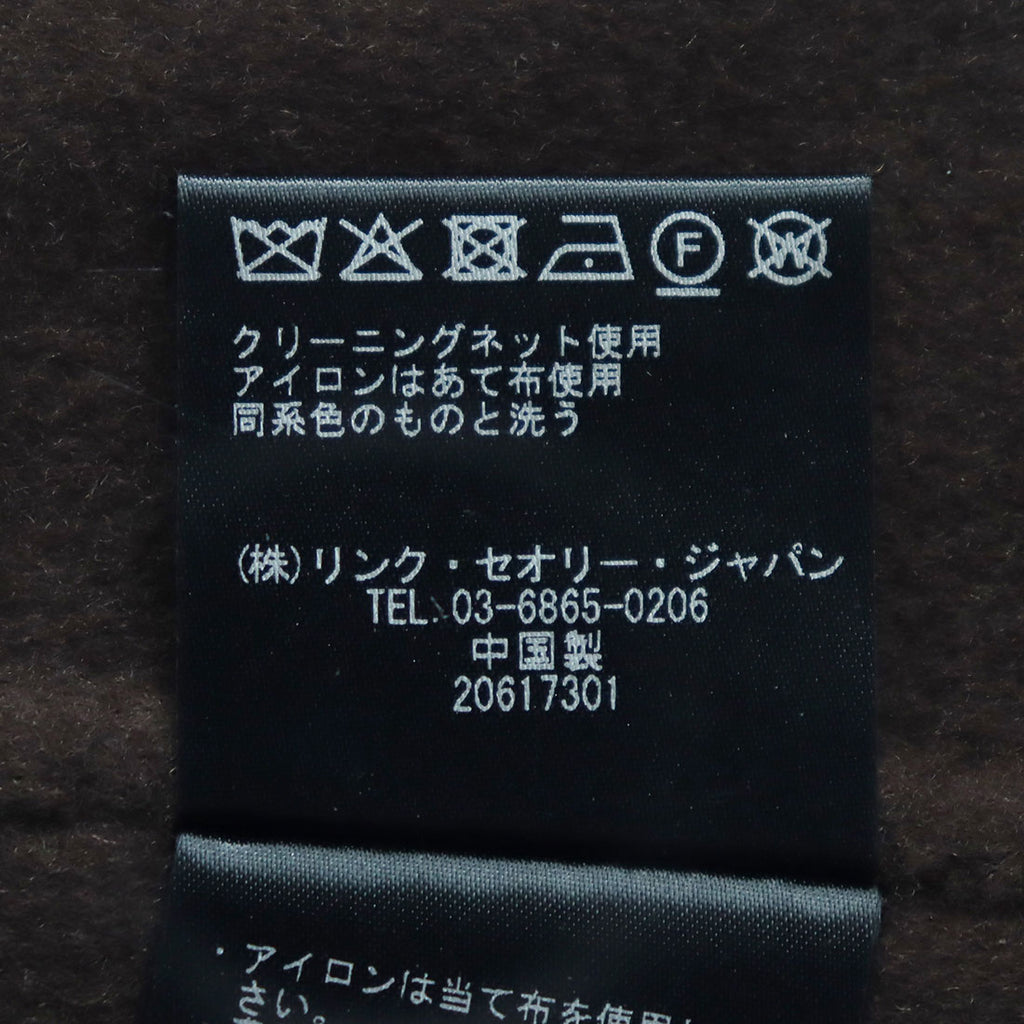 F W
クリーニングネット使用
アイロンはあて布使用
同系色のものと洗う
(株)リンク・セオリー・ジャパン
TEL. 03-6865-0206
中国製
20617301
・アイロンは当て布を使用
さい。